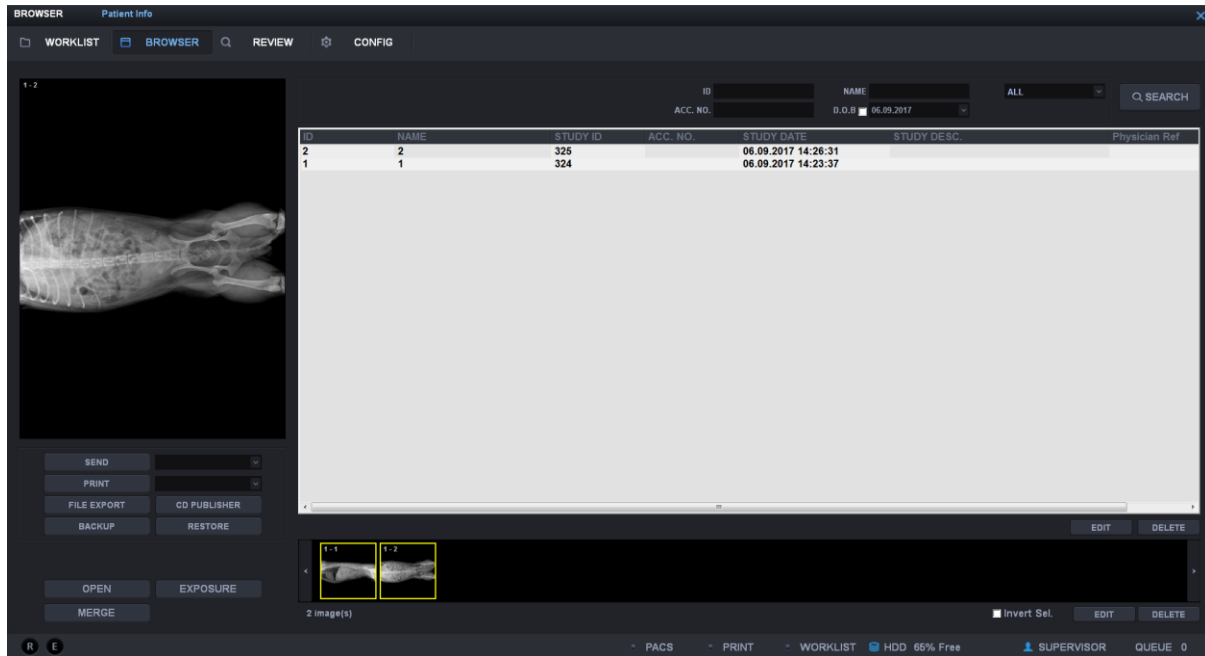 BROWSER Patient Info
WORKLIST BROWSER REVIEW CONFIG
1 - 2
ID NAME ALL SEARCH
ACC. NO. D.O.B 06.09.2017
ID NAME STUDY ID ACC. NO. STUDY DATE STUDY DESC. Physician Ref
2 2 325 06.09.2017 14:26:31
1 1 324 06.09.2017 14:23:37
SEND
PRINT
FILE EXPORT CD PUBLISHER
BACKUP RESTORE
EDIT DELETE
1 - 1 1 - 2
OPEN EXPOSURE
MERGE
2 image(s) Invert Sel. EDIT DELETE
R E PACS PRINT WORKLIST HDD 65% Free SUPERVISOR QUEUE 0